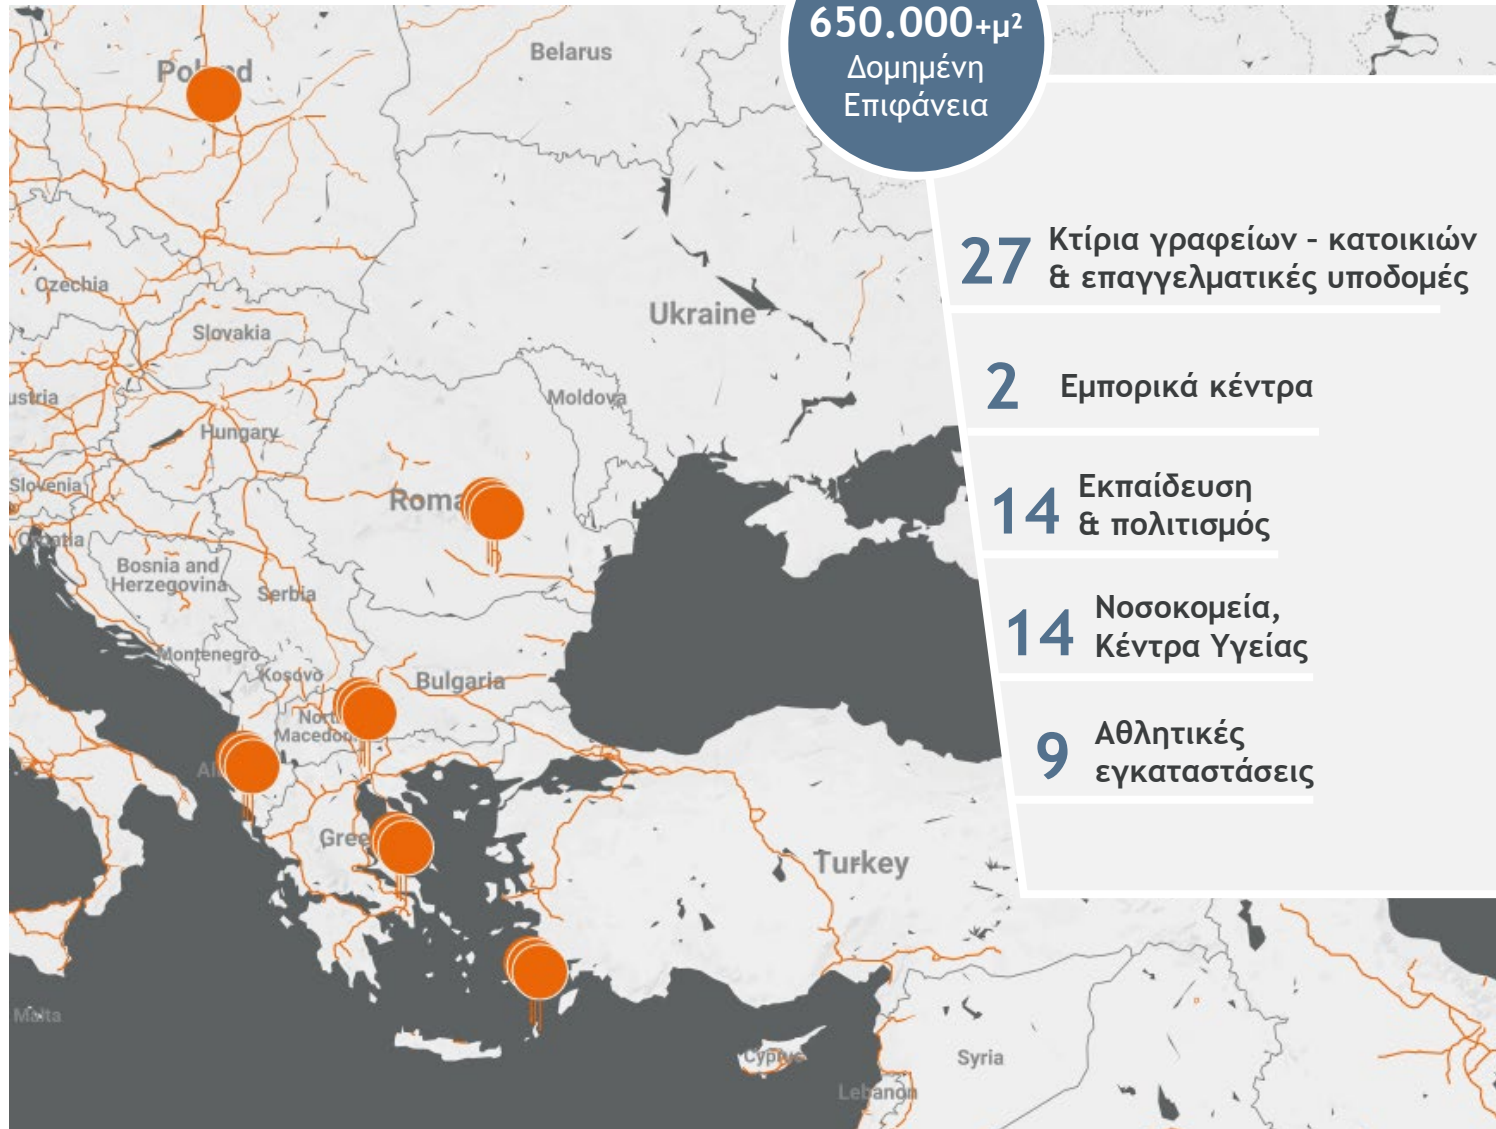 650.000+μ²
Δομημένη
Επιφάνεια
27
Κτίρια γραφείων - κατοικιών
& επαγγελματικές υποδομές
2
Εμπορικά κέντρα
14
Εκπαίδευση
& πολιτισμός
14
Νοσοκομεία,
Κέντρα Υγείας
9
Αθλητικές
εγκαταστάσεις
Belarus
Czechia
Slovakia
Ukraine
Moldova
Hungary
Slovenia
Croatia
Bosnia and
Herzegovina
Serbia
Montenegro
Kosovo
Bulgaria
Turkey
Malta
Cyprus
Syria
Lebanon